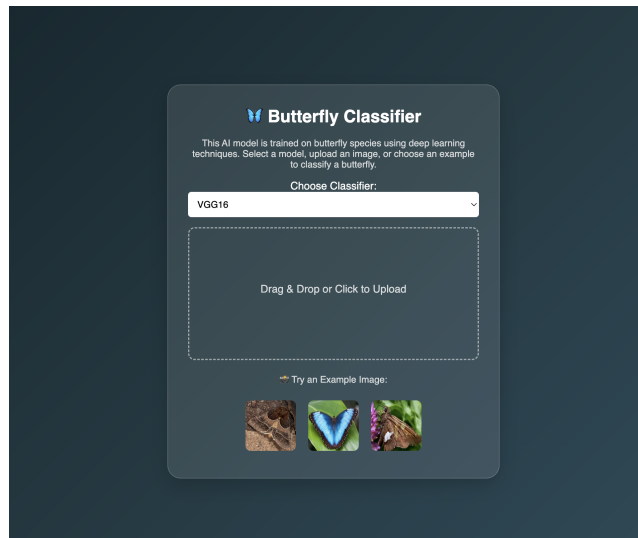 🦋 Butterfly Classifier
This AI model is trained on butterfly species using deep learning
techniques. Select a model, upload an image, or choose an example
to classify a butterfly.
Choose Classifier:
VGG16
Drag & Drop or Click to Upload
Try an Example Image: